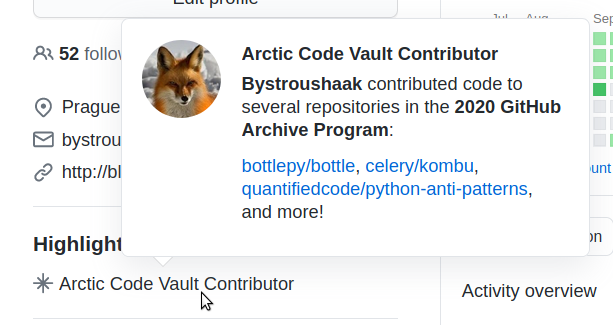 Edit profile
Jul Aug Sep
52 follow
Arctic Code Vault Contributor
Bystroushaak contributed code to
several repositories in the 2020 GitHub
Archive Program:
bottlepy/bottle, celery/kombu,
quantifiedcode/python-anti-patterns,
and more!
Prague
bystrou
http://bl
ount
on
Highlight
Arctic Code Vault Contributor
Activity overview